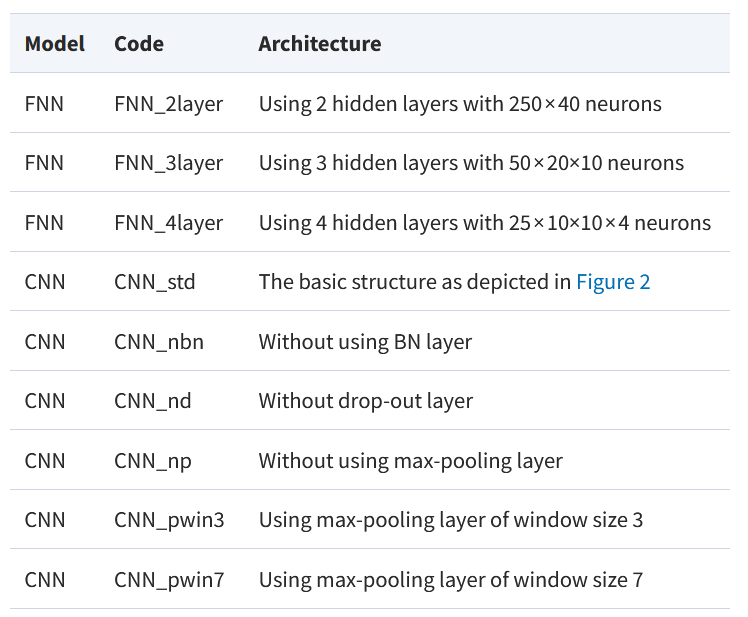 Model Code Architecture
FNN FNN_2layer Using 2 hidden layers with 250×40 neurons
FNN FNN_3layer Using 3 hidden layers with 50×20×10 neurons
FNN FNN_4layer Using 4 hidden layers with 25×10×10×4 neurons
CNN CNN_std The basic structure as depicted in Figure 2
CNN CNN_nbn Without using BN layer
CNN CNN_nd Without drop-out layer
CNN CNN_np Without using max-pooling layer
CNN CNN_pwin3 Using max-pooling layer of window size 3
CNN CNN_pwin7 Using max-pooling layer of window size 7